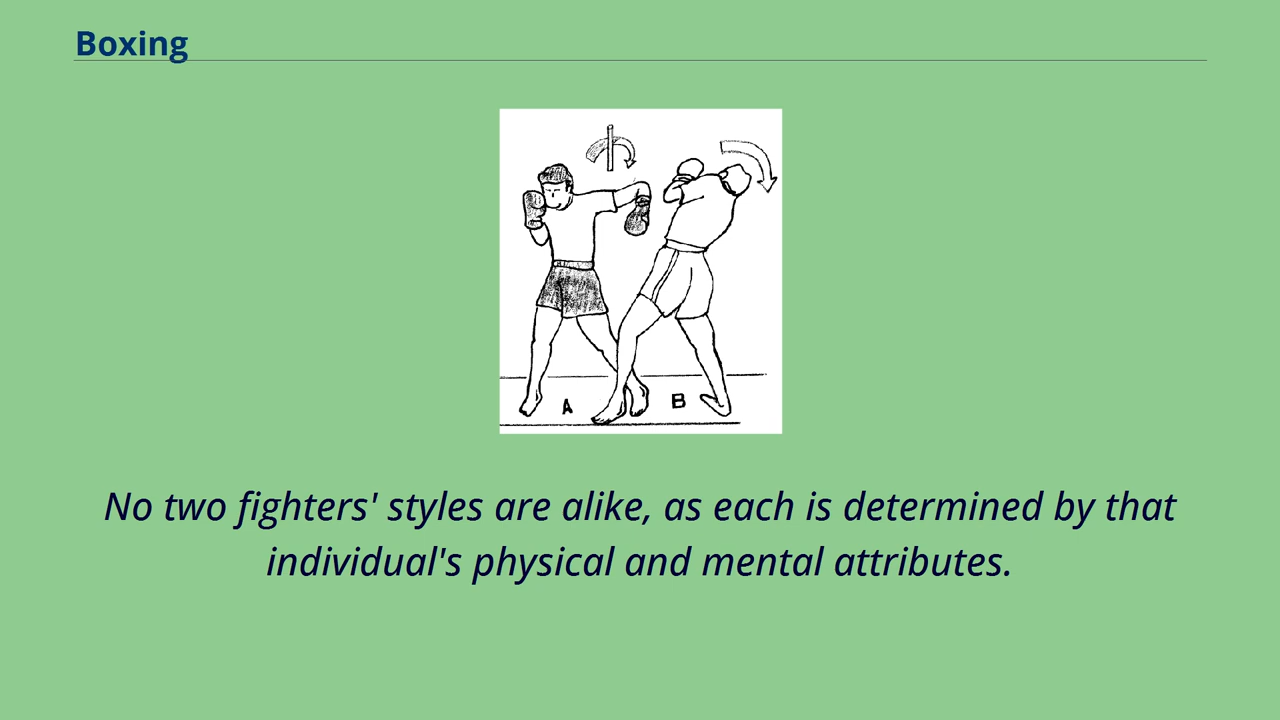 Boxing
A
B
No two fighters' styles are alike, as each is determined by that
individual's physical and mental attributes.